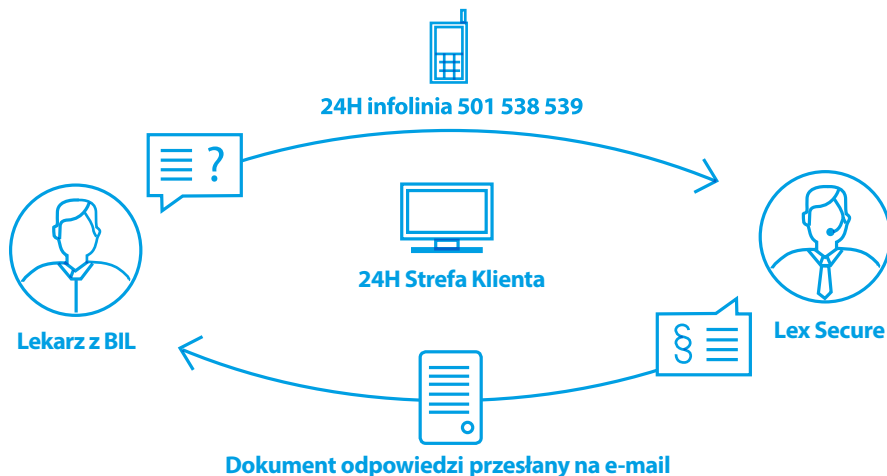 24H infolinia 501 538 539
?
24H Strefa Klienta
Lekarz z BIL
Lex Secure
§
Dokument odpowiedzi przesłany na e-mail